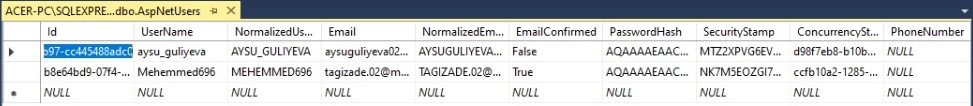 ACER-PC\SQLEXPRE...dbo.AspNetUsers
Id UserName NormalizedUs... Email NormalizedEm... EmailConfirmed PasswordHash SecurityStamp ConcurrencySt... PhoneNumber
b97-cc445488adc0 aysu_guliyeva AYSU_GULIYEVA aysuguliyeva02... AYSUGULIYEVA... False AQAAAAEAAC... MTZ2XPVG6EV... d98f7eb8-b10b... NULL
b8e64bd9-07f4-... Mehemmed696 MEHEMMED696 tagizade.02@m... TAGIZADE.02@... True AQAAAAEAAC... NK7M5EOZGI7... ccfb10a2-1285-... NULL
NULL NULL NULL NULL NULL NULL NULL NULL NULL NULL